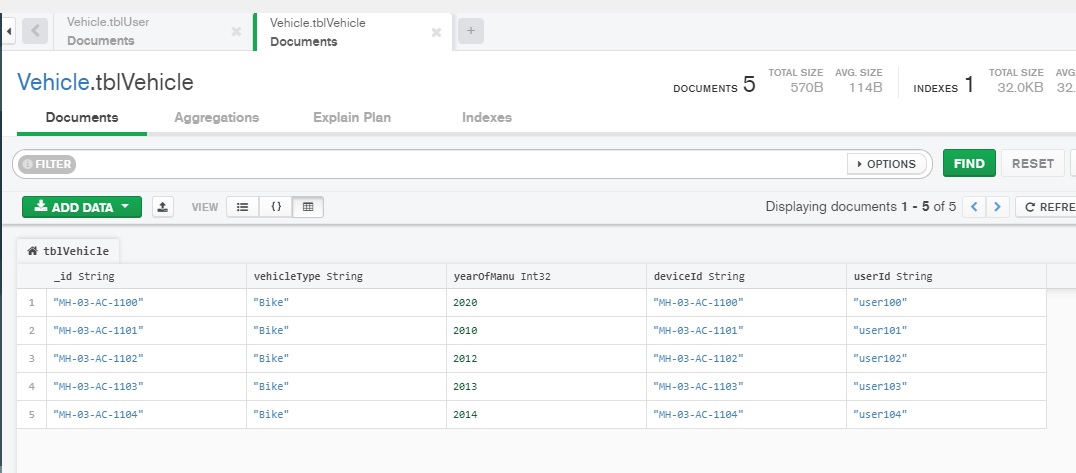 Vehicle.tblUser
Documents
Vehicle.tblVehicle
Documents
Vehicle.tblVehicle
DOCUMENTS 5 TOTAL SIZE 570B AVG. SIZE 114B INDEXES 1 TOTAL SIZE 32.0KB AVG. 32.
Documents Aggregations Explain Plan Indexes
FILTER OPTIONS FIND RESET
ADD DATA VIEW {} Displaying documents 1 - 5 of 5 REFRE
tblVehicle
_id String vehicleType String yearOfManu Int32 deviceId String userId String
1 "MH-03-AC-1100" "Bike" 2020 "MH-03-AC-1100" "user100"
2 "MH-03-AC-1101" "Bike" 2010 "MH-03-AC-1101" "user101"
3 "MH-03-AC-1102" "Bike" 2012 "MH-03-AC-1102" "user102"
4 "MH-03-AC-1103" "Bike" 2013 "MH-03-AC-1103" "user103"
5 "MH-03-AC-1104" "Bike" 2014 "MH-03-AC-1104" "user104"